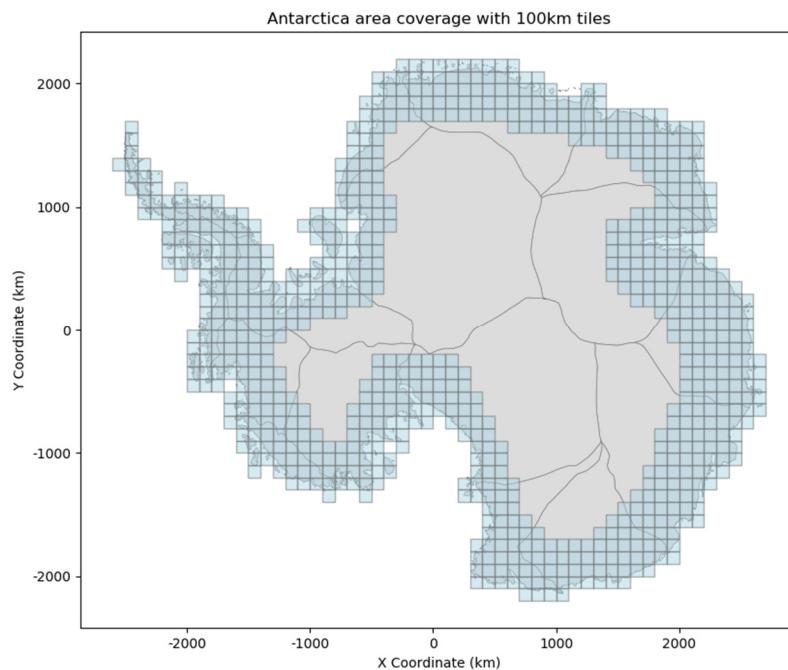 Antarctica area coverage with 100km tiles
2000
1000
0
-1000
-2000
Y Coordinate (km)
-2000 -1000 0 1000 2000
X Coordinate (km)